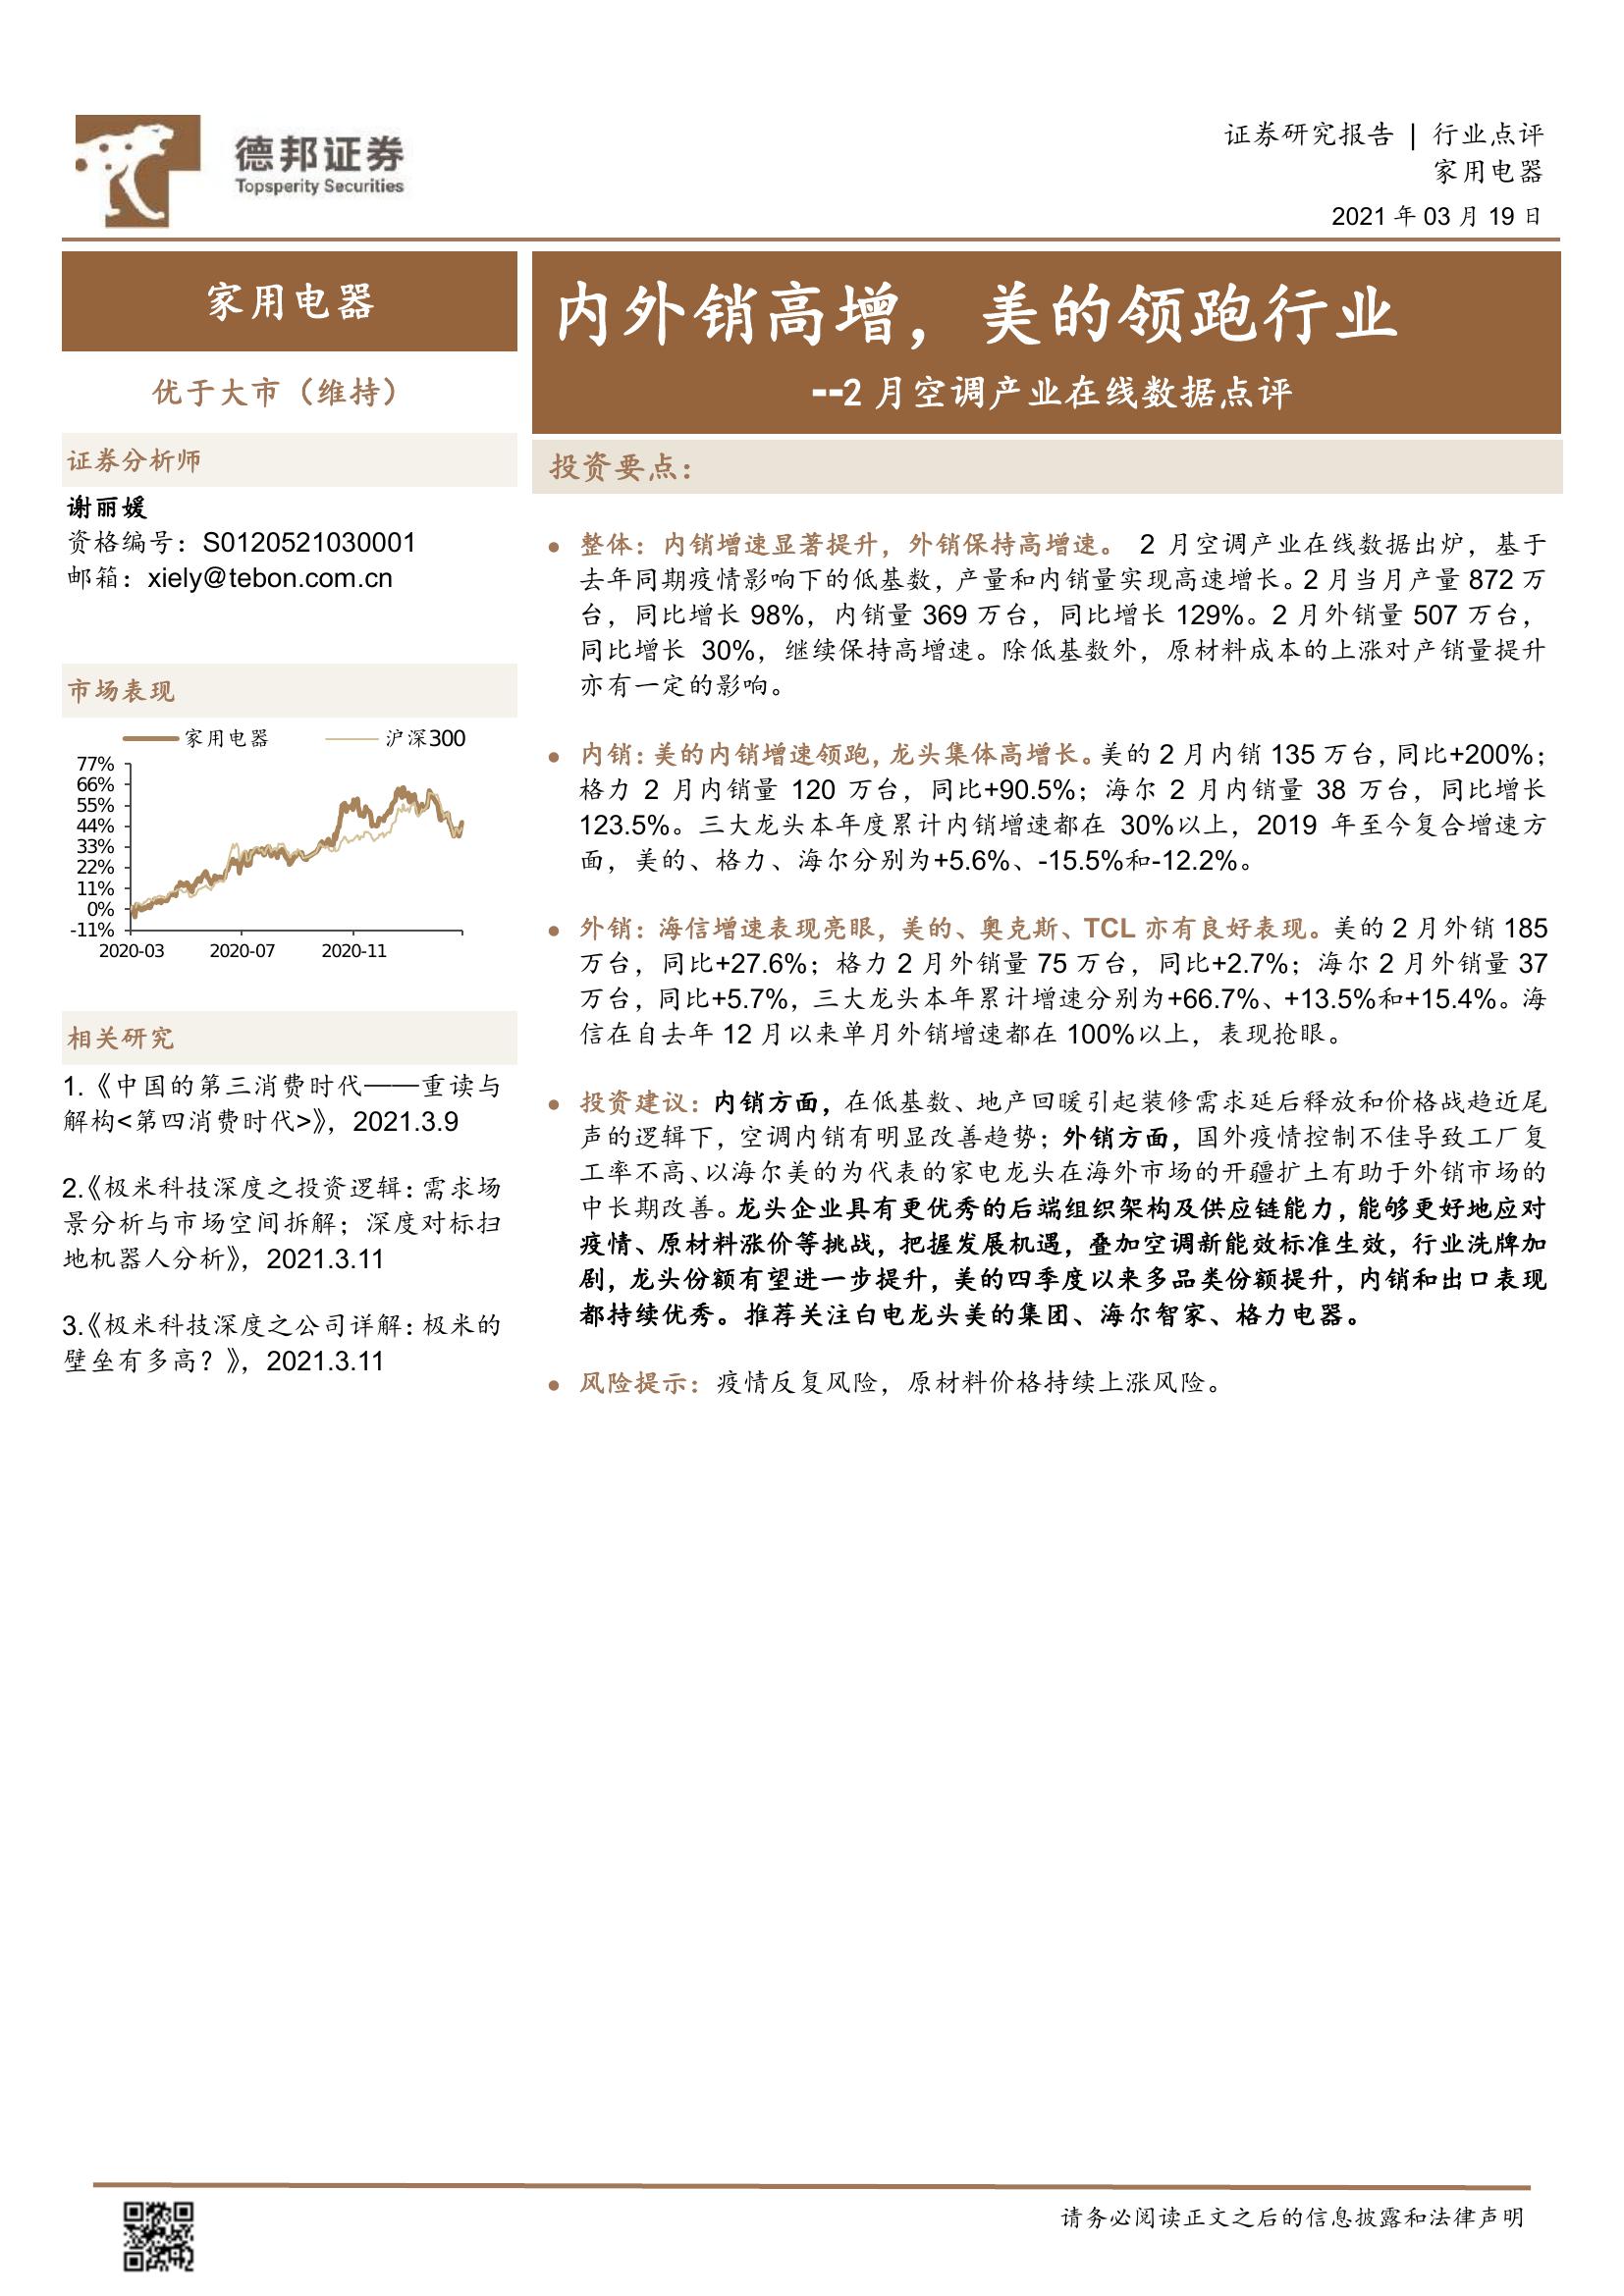 德邦证券
Topsperity Securities
证券研究报告 | 行业点评
家用电器
2021 年 03 月 19 日
家用电器
优于大市（维持）
证券分析师
谢丽媛
资格编号：S0120521030001
邮箱：xiely@tebon.com.cn
市场表现
家用电器 沪深300
77%
66%
55%
44%
33%
22%
11%
0%
-11%
2020-03 2020-07 2020-11
相关研究
1.《中国的第三消费时代——重读与
解构<第四消费时代>》，2021.3.9
2.《极米科技深度之投资逻辑：需求场
景分析与市场空间拆解；深度对标扫
地机器人分析》，2021.3.11
3.《极米科技深度之公司详解：极米的
壁垒有多高？》，2021.3.11
内外销高增，美的领跑行业
--2 月空调产业在线数据点评
投资要点：
● 整体：内销增速显著提升，外销保持高增速。 2 月空调产业在线数据出炉，基于
去年同期疫情影响下的低基数，产量和内销量实现高速增长。2 月当月产量 872 万
台，同比增长 98%，内销量 369 万台，同比增长 129%。2 月外销量 507 万台，
同比增长 30%，继续保持高增速。除低基数外，原材料成本的上涨对产销量提升
亦有一定的影响。
● 内销：美的内销增速领跑，龙头集体高增长。美的 2 月内销 135 万台，同比+200%；
格力 2 月内销量 120 万台，同比+90.5%；海尔 2 月内销量 38 万台，同比增长
123.5%。三大龙头本年度累计内销增速都在 30%以上，2019 年至今复合增速方
面，美的、格力、海尔分别为+5.6%、-15.5%和-12.2%。
● 外销：海信增速表现亮眼，美的、奥克斯、TCL 亦有良好表现。美的 2 月外销 185
万台，同比+27.6%；格力 2 月外销量 75 万台，同比+2.7%；海尔 2 月外销量 37
万台，同比+5.7%，三大龙头本年累计增速分别为+66.7%、+13.5%和+15.4%。海
信在自去年 12 月以来单月外销增速都在 100%以上，表现抢眼。
● 投资建议：内销方面，在低基数、地产回暖引起装修需求延后释放和价格战趋近尾
声的逻辑下，空调内销有明显改善趋势；外销方面，国外疫情控制不佳导致工厂复
工率不高、以海尔美的为代表的家电龙头在海外市场的开疆扩土有助于外销市场的
中长期改善。龙头企业具有更优秀的后端组织架构及供应链能力，能够更好地应对
疫情、原材料涨价等挑战，把握发展机遇，叠加空调新能效标准生效，行业洗牌加
剧，龙头份额有望进一步提升，美的四季度以来多品类份额提升，内销和出口表现
都持续优秀。推荐关注白电龙头美的集团、海尔智家、格力电器。
● 风险提示：疫情反复风险，原材料价格持续上涨风险。
请务必阅读正文之后的信息披露和法律声明